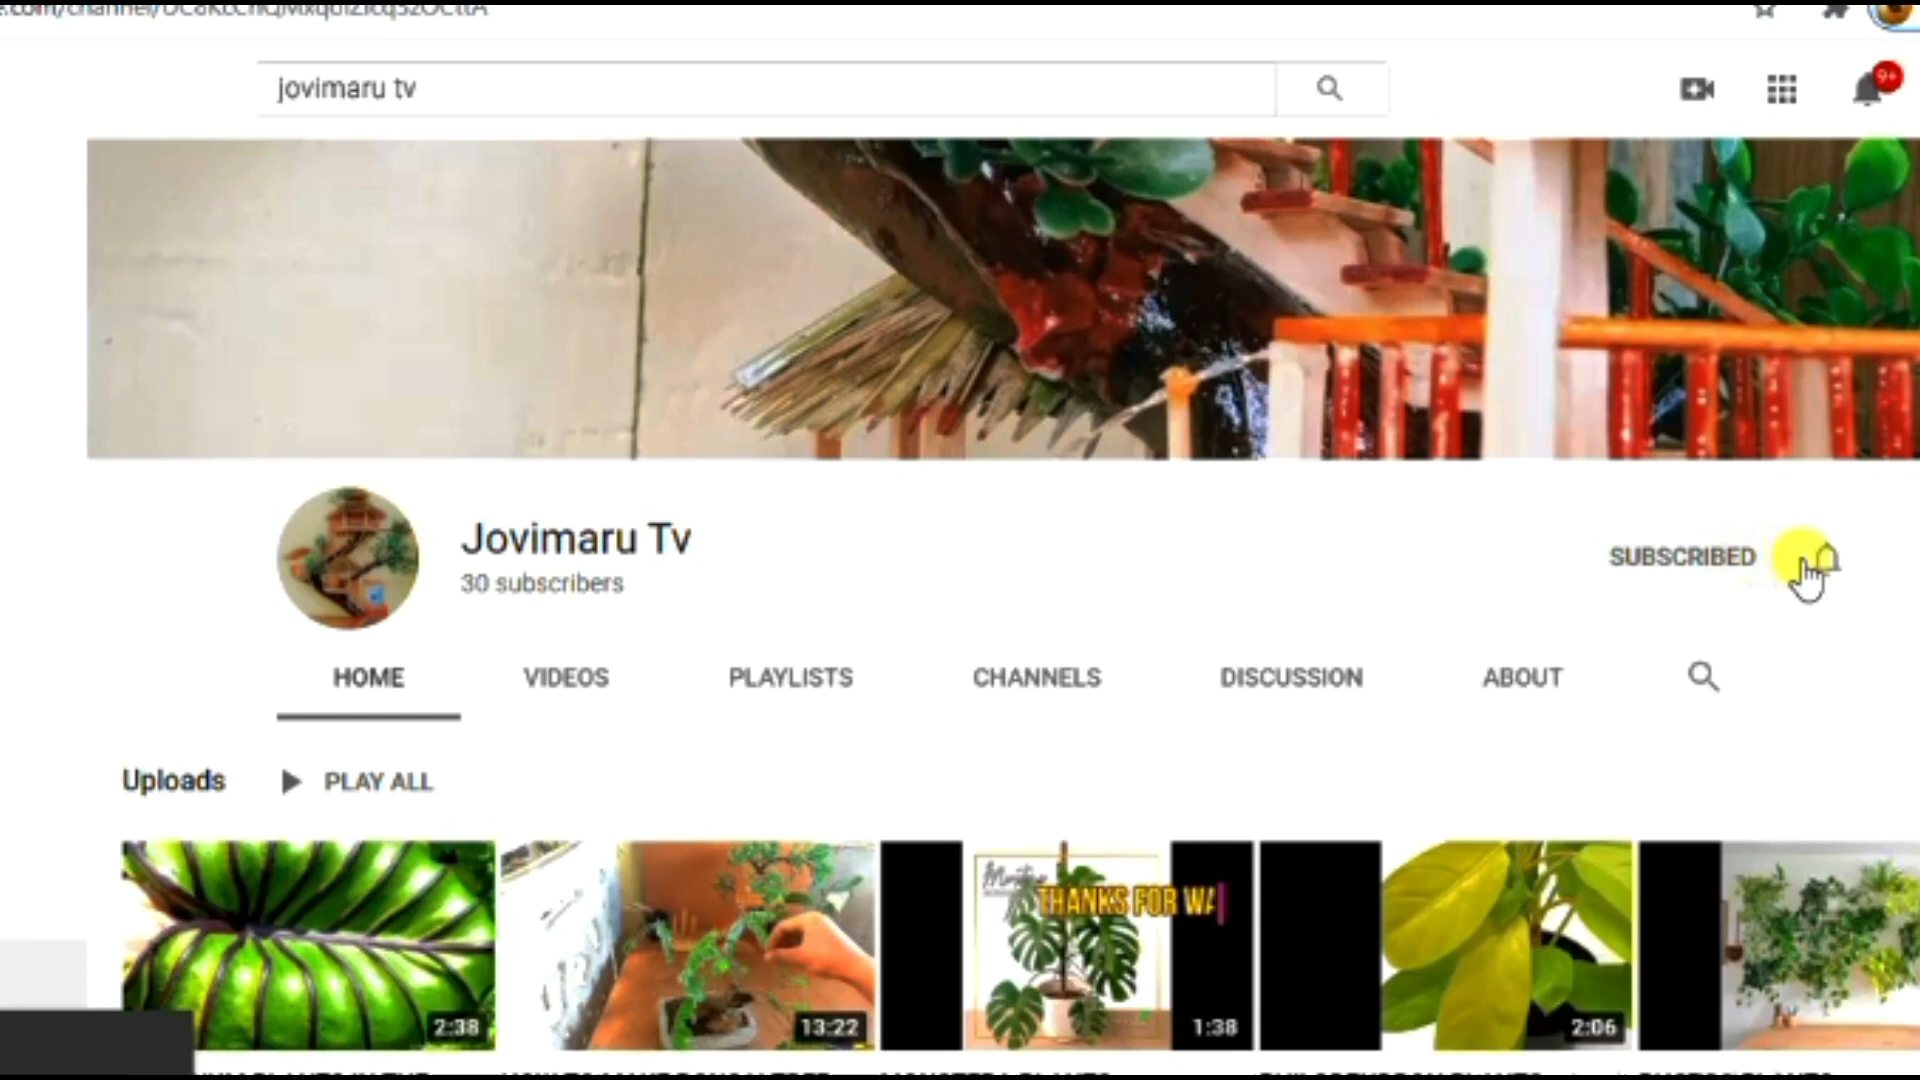 jovimaru tv
9+
Jovimaru Tv
30 subscribers
SUBSCRIBED
HOME VIDEOS PLAYLISTS CHANNELS DISCUSSION ABOUT
Uploads PLAY ALL
THANKS FOR WA
2:38 13:22 1:38 2:06